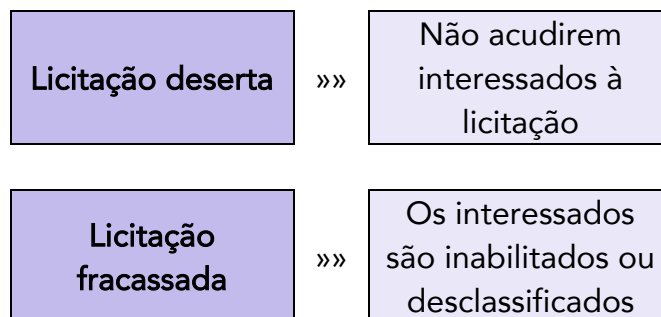 Licitação deserta
»»
Não acudirem
interessados à
licitação
Licitação
fracassada
»»
Os interessados
são inabilitados ou
desclassificados